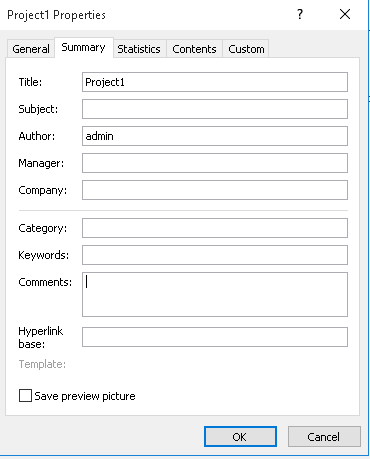 Project1 Properties
General Summary Statistics Contents Custom
Title: Project1
Subject:
Author: admin
Manager:
Company:
Category:
Keywords:
Comments:
Hyperlink
base:
Template:
Save preview picture
OK Cancel